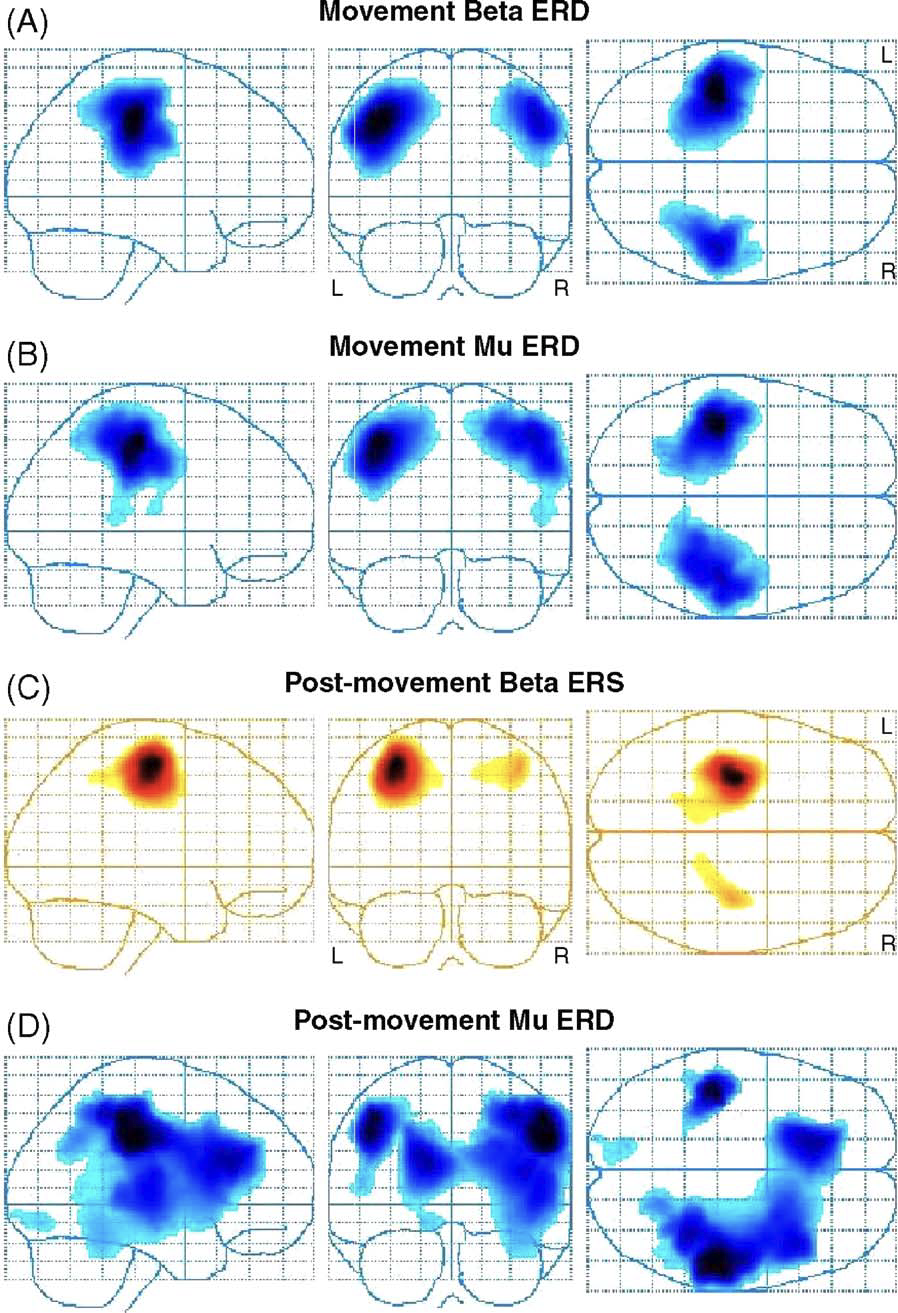 (A)
Movement Beta ERD
L
L
R
R
(B)
Movement Mu ERD
(C)
Post-movement Beta ERS
L
L
R
R
(D)
Post-movement Mu ERD